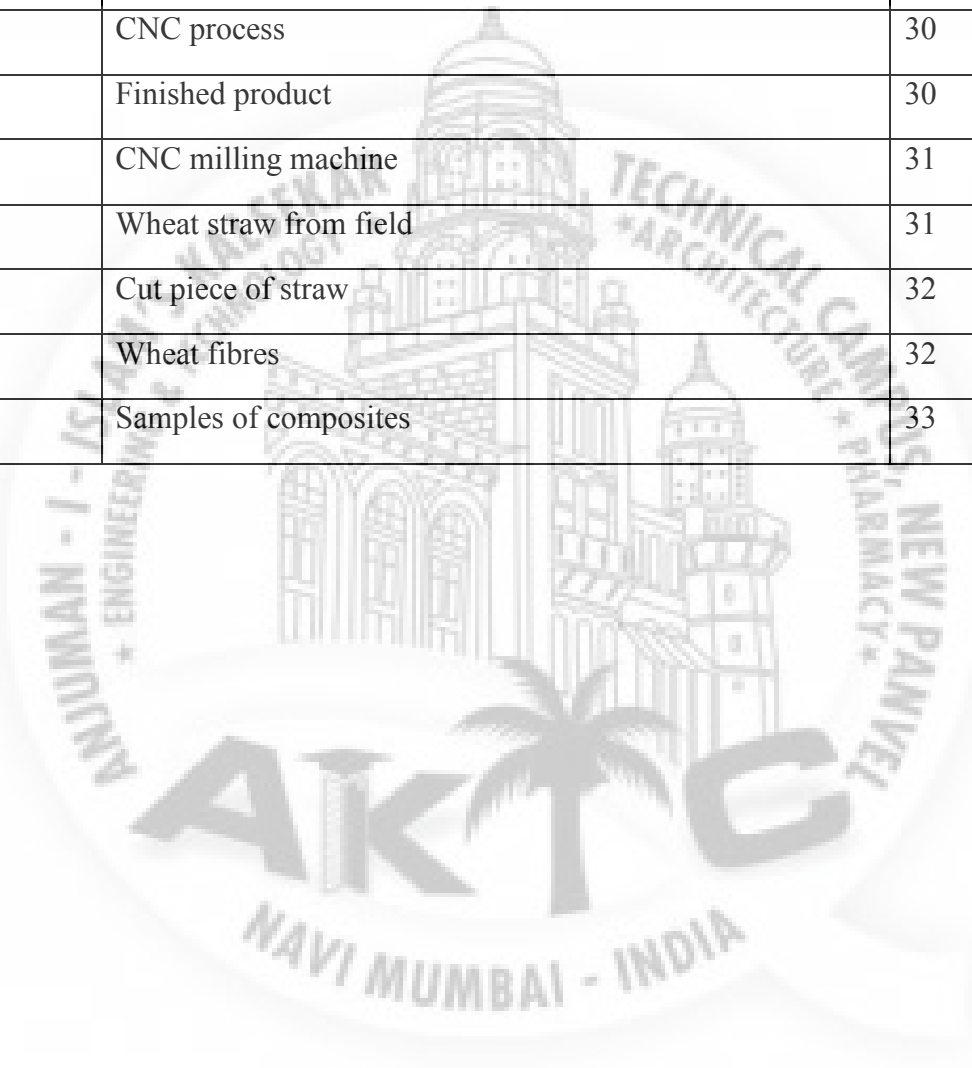 CNC process 30
Finished product 30
CNC milling machine 31
Wheat straw from field 31
Cut piece of straw 32
Wheat fibres 32
Samples of composites 33
ANJUMAN - I - ISLAM'S KALSEKAR TECHNICAL CAMPUS, NEW PANVEL
* ENGINEERING & TECHNOLOGY *ARCHITECTURE * PHARMACY*
AKTC
NAVI MUMBAI - INDIA